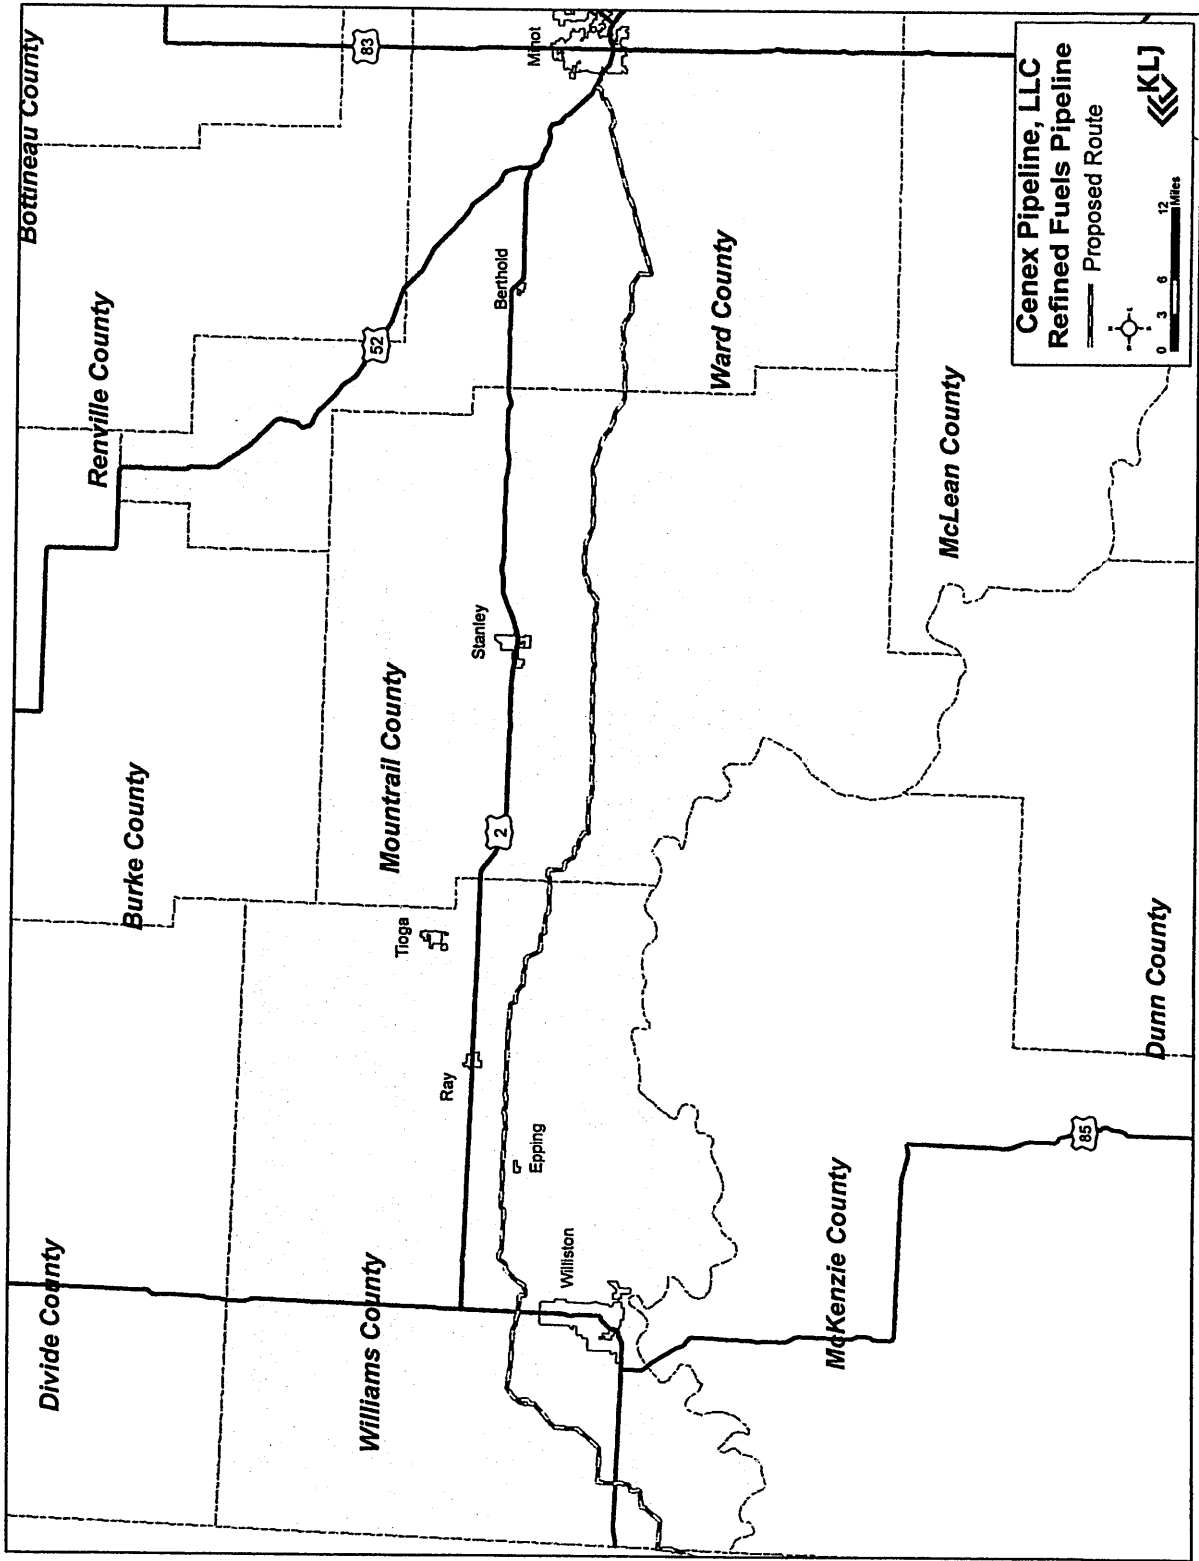 Divide County
Burke County
Renville County
Bottineau County
83
52
Williams County
Mountrail County
Tioga
Ray
2
Stanley
Berthold
Minot
Epping
Williston
Ward County
McKenzie County
McLean County
85
Dunn County
Cenex Pipeline, LLC
Refined Fuels Pipeline
Proposed Route
0 3 6 12
Miles
KLJ